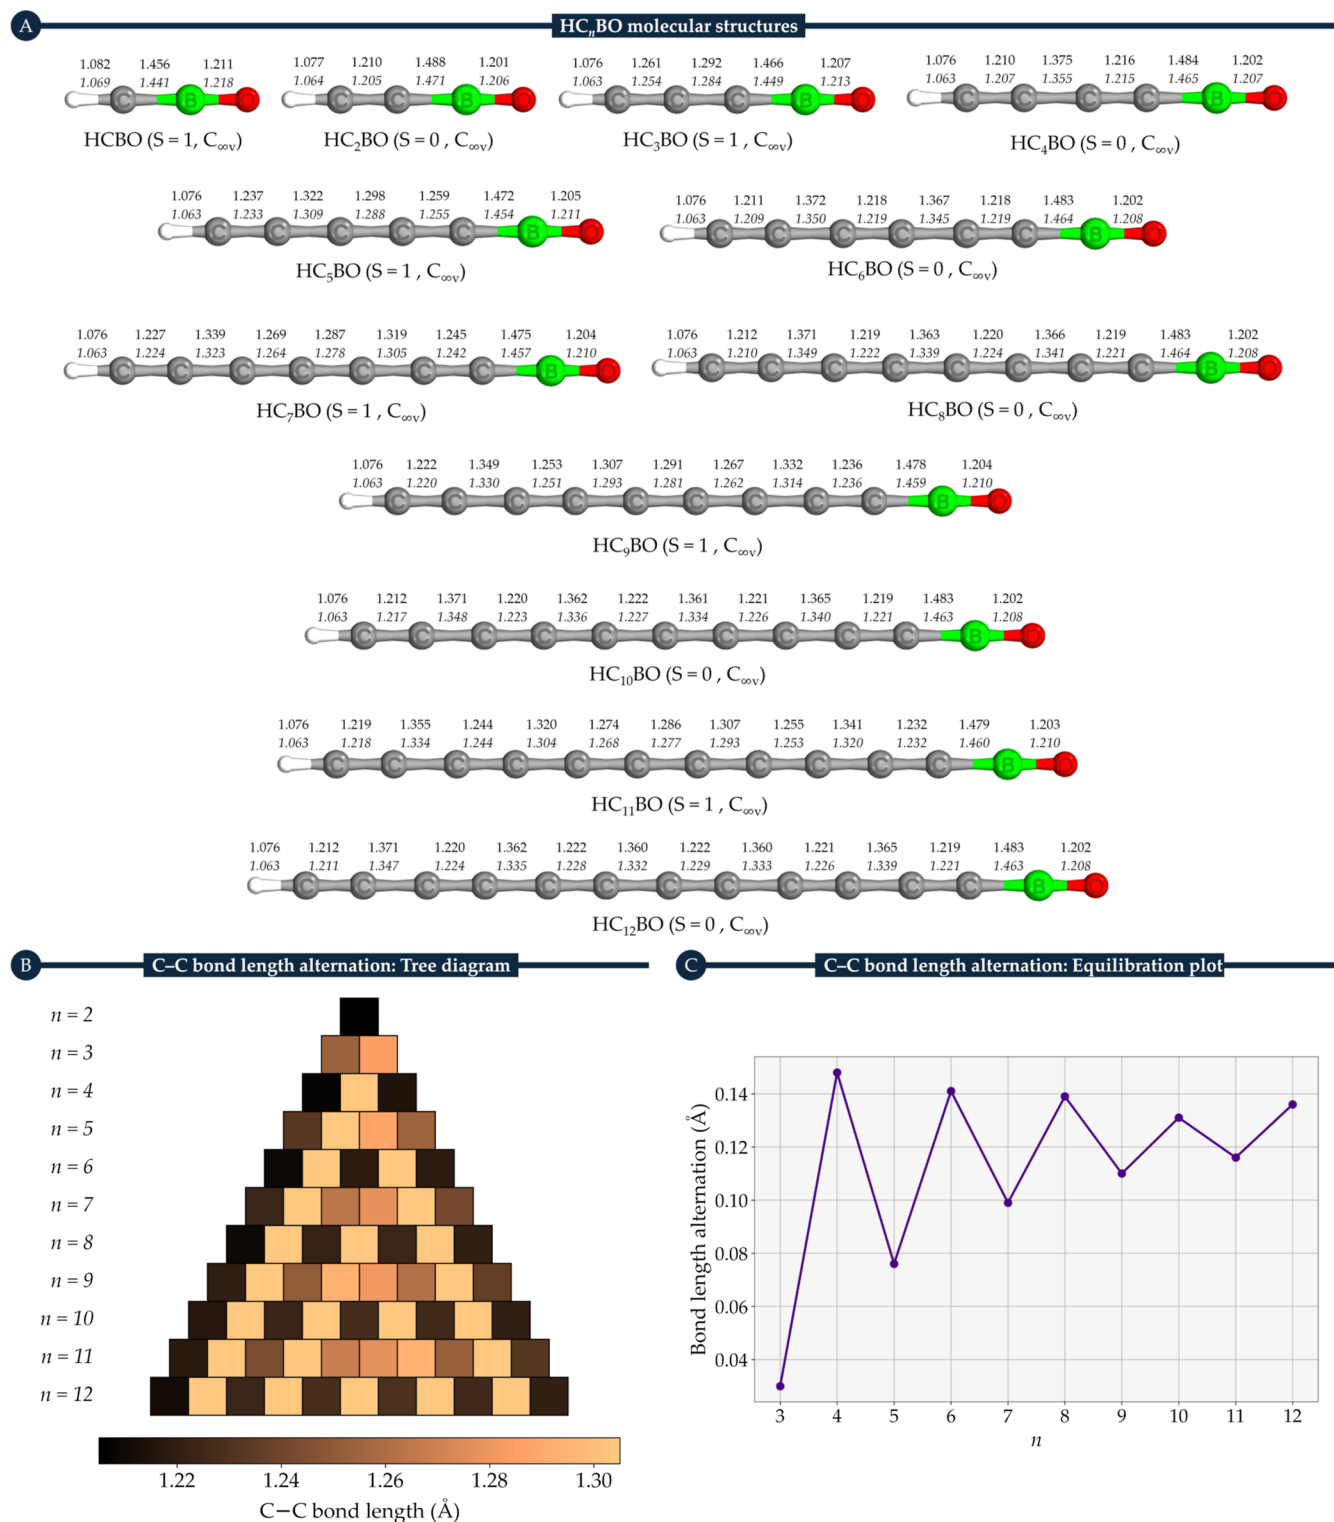 A
HCnBO molecular structures
1.082 1.456 1.211
1.069 1.441 1.218
C B O
HCBO (S = 1, C∞v)
1.077 1.210 1.488 1.201
1.064 1.205 1.471 1.206
C C B O
HC2BO (S = 0 , C∞v)
1.076 1.261 1.292 1.466 1.207
1.063 1.254 1.284 1.449 1.213
C C C B O
HC3BO (S = 1 , C∞v)
1.076 1.210 1.375 1.216 1.484 1.202
1.063 1.207 1.355 1.215 1.465 1.207
C C C C B O
HC4BO (S = 0 , C∞v)
1.076 1.237 1.322 1.298 1.259 1.472 1.205
1.063 1.233 1.309 1.288 1.255 1.454 1.211
C C C C C B O
HC5BO (S = 1 , C∞v)
1.076 1.211 1.372 1.218 1.367 1.218 1.483 1.202
1.063 1.209 1.350 1.219 1.345 1.219 1.464 1.208
C C C C C C B O
HC6BO (S = 0 , C∞v)
1.076 1.227 1.339 1.269 1.287 1.319 1.245 1.475 1.204
1.063 1.224 1.323 1.264 1.278 1.305 1.242 1.457 1.210
C C C C C C C B O
HC7BO (S = 1 , C∞v)
1.076 1.212 1.371 1.219 1.363 1.220 1.366 1.219 1.483 1.202
1.063 1.210 1.349 1.222 1.339 1.224 1.341 1.221 1.464 1.208
C C C C C C C C B O
HC8BO (S = 0 , C∞v)
1.076 1.222 1.349 1.253 1.307 1.291 1.267 1.332 1.236 1.478 1.204
1.063 1.220 1.330 1.251 1.293 1.281 1.262 1.314 1.236 1.459 1.210
C C C C C C C C C B O
HC9BO (S = 1 , C∞v)
1.076 1.212 1.371 1.220 1.362 1.222 1.361 1.221 1.365 1.219 1.483 1.202
1.063 1.217 1.348 1.223 1.336 1.227 1.334 1.226 1.340 1.221 1.463 1.208
C C C C C C C C C C B O
HC10BO (S = 0 , C∞v)
1.076 1.219 1.355 1.244 1.320 1.274 1.286 1.307 1.255 1.341 1.232 1.479 1.203
1.063 1.218 1.334 1.244 1.304 1.268 1.277 1.293 1.253 1.320 1.232 1.460 1.210
C C C C C C C C C C C B O
HC11BO (S = 1 , C∞v)
1.076 1.212 1.371 1.220 1.362 1.222 1.360 1.222 1.360 1.221 1.365 1.219 1.483 1.202
1.063 1.211 1.347 1.224 1.335 1.228 1.332 1.229 1.333 1.226 1.339 1.221 1.463 1.208
C C C C C C C C C C C C B O
HC12BO (S = 0 , C∞v)
B
C–C bond length alternation: Tree diagram
n = 2
n = 3
n = 4
n = 5
n = 6
n = 7
n = 8
n = 9
n = 10
n = 11
n = 12
1.22 1.24 1.26 1.28 1.30
C−C bond length (Å)
C
C–C bond length alternation: Equilibration plot
Bond length alternation (Å)
0.14
0.12
0.10
0.08
0.06
0.04
3 4 5 6 7 8 9 10 11 12
n